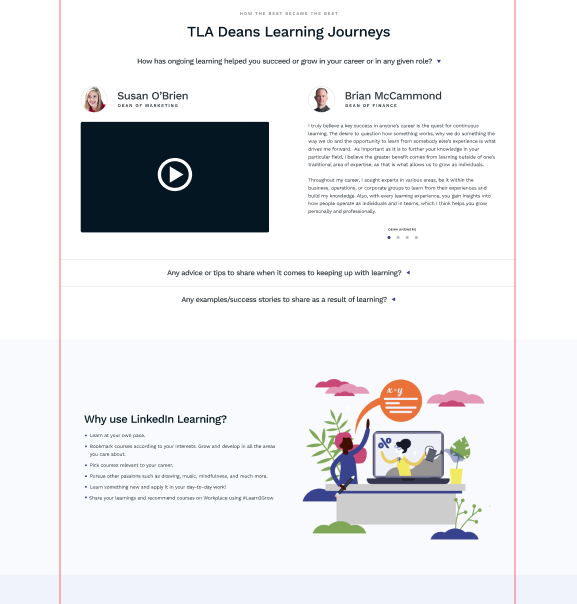 HOW THE BEST BECAME THE BEST
TLA Deans Learning Journeys
How has ongoing learning helped you succeed or grow in your career or in any given role?
Susan O'Brien
DEAN OF MARKETING
Brian McCammond
DEAN OF FINANCE
I truly believe a key success in anyone's career is the quest for continuous
learning. The desire to question how something works, why we do something the
way we do and the opportunity to learn from somebody else's experience is what
drives me forward. As important as it is to further your knowledge in your
particular field, I believe the greater benefit comes from learning outside of one's
traditional area of expertise, as that is what allows us to grow as individuals.
Throughout my career, I sought experts in various areas, be it within the
business, operations, or corporate groups to learn from their experiences and
build my knowledge. Also, with every learning experience, you gain insights into
how people operate as individuals and in teams, which I think helps you grow
personally and professionally.
DEAN ANSWERS
Any advice or tips to share when it comes to keeping up with learning?
Any examples/success stories to share as a result of learning?
Why use LinkedIn Learning?
• Learn at your own pace.
• Bookmark courses according to your interests. Grow and develop in all the areas
you care about.
• Pick courses relevant to your career.
• Pursue other passions such as drawing, music, mindfulness, and much more.
• Learn something new and apply it in your day-to-day work!
• Share your learnings and recommend courses on Workplace using #Learn@Grow
x+y
%